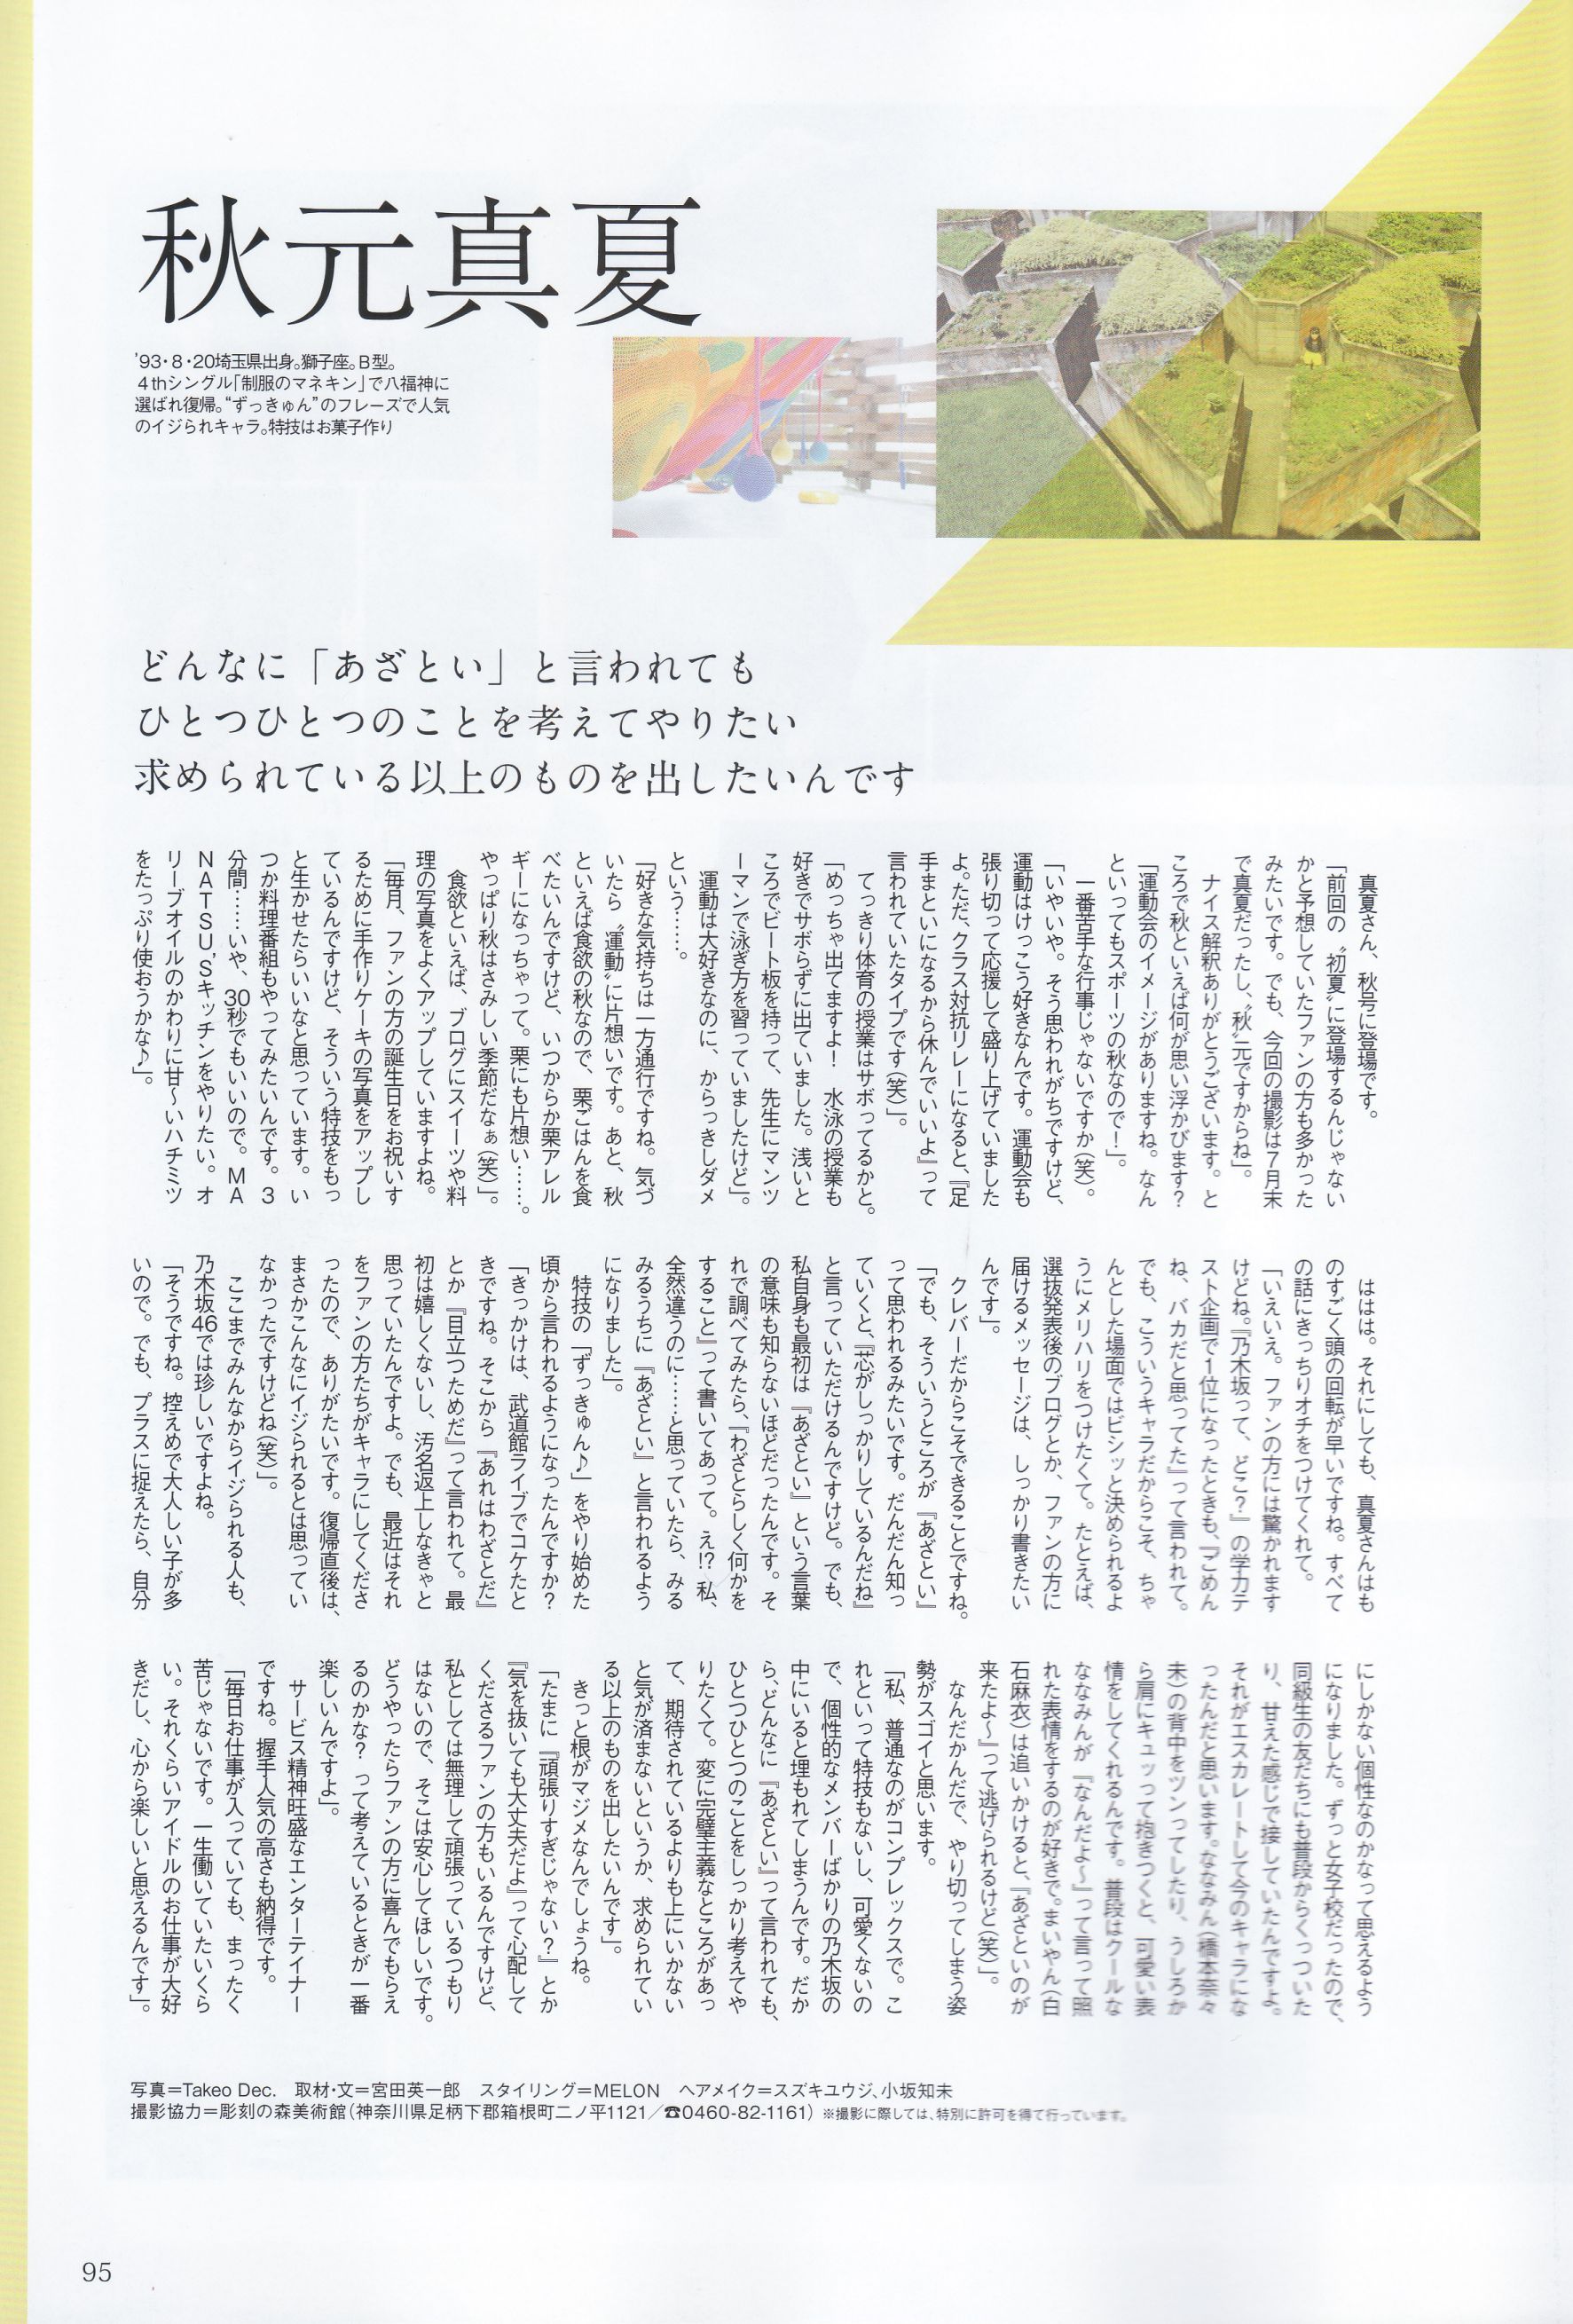 秋元真夏
'93・8・20埼玉県出身。獅子座。B型。
4thシングル「制服のマネキン」で八福神に
選ばれ復帰。“ずっきゅん”のフレーズで人気
のイジられキャラ。特技はお菓子作り
どんなに「あざとい」と言われても
ひとつひとつのことを考えてやりたい
求められている以上のものを出したいんです
真夏さん、秋号に登場です。
「前回の〝初夏〟に登場するんじゃない
かと予想していたファンの方も多かった
みたいです。でも、今回の撮影は7月末
で真夏だったし、〝秋〟元ですからね」。
ナイス解釈ありがとうございます。と
ころで秋といえば何が思い浮かびます?
「運動会のイメージがありますね。なん
といってもスポーツの秋なので!」。
一番苦手な行事じゃないですか(笑)。
「いやいや。そう思われがちですけど、
運動はけっこう好きなんです。運動会も
張り切って応援して盛り上げていました
よ。ただ、クラス対抗リレーになると、『足
手まといになるから休んでいいよ』って
言われていたタイプです(笑)」。
てっきり体育の授業はサボってるかと。
「めっちゃ出てますよ! 水泳の授業も
好きでサボらずに出ていました。浅いと
ころでビート板を持って、先生にマンツ
ーマンで泳ぎ方を習っていましたけど」。
運動は大好きなのに、からっきしダメ
という……。
「好きな気持ちは一方通行ですね。気づ
いたら〝運動〟に片想いです。あと、秋
といえば食欲の秋なので、栗ごはんを食
べたいんですけど、いつからか栗アレル
ギーになっちゃって。栗にも片想い……。
やっぱり秋はさみしい季節だなぁ(笑)」。
食欲といえば、ブログにスイーツや料
理の写真をよくアップしていますよね。
「毎月、ファンの方の誕生日をお祝いす
るために手作りケーキの写真をアップし
ているんですけど、そういう特技をもっ
と生かせたらいいなと思っています。い
つか料理番組もやってみたいんです。3
分間……いや、30秒でもいいので。MA
NATSU'Sキッチンをやりたい。オ
リーブオイルのかわりに甘〜いハチミツ
をたっぷり使おうかな♪」。
ははは。それにしても、真夏さんはも
のすごく頭の回転が早いですね。すべて
の話にきっちりオチをつけてくれて。
「いえいえ。ファンの方には驚かれます
けどね。『乃木坂って、どこ?』の学力テ
スト企画で1位になったときも、『ごめん
ね、バカだと思ってた』って言われて。
でも、こういうキャラだからこそ、ちゃ
んとした場面ではビシッと決められるよ
うにメリハリをつけたくて。たとえば、
選抜発表後のブログとか、ファンの方に
届けるメッセージは、しっかり書きたい
んです」。
クレバーだからこそできることですね。
「でも、そういうところが『あざとい』
って思われるみたいです。だんだん知っ
ていくと、『芯がしっかりしているんだね』
と言っていただけるんですけど。でも、
私自身も最初は『あざとい』という言葉
の意味も知らないほどだったんです。そ
れで調べてみたら、『わざとらしく何かを
すること』って書いてあって。え!? 私、
全然違うのに……と思っていたら、みる
みるうちに『あざとい』と言われるよう
になりました」。
特技の「ずっきゅん♪」をやり始めた
頃から言われるようになったんですか?
「きっかけは、武道館ライブでコケたと
きですね。そこから『あれはわざとだ』
とか『目立つためだ』って言われて。最
初は嬉しくないし、汚名返上しなきゃと
思っていたんですよ。でも、最近はそれ
をファンの方たちがキャラにしてくださ
ったので、ありがたいです。復帰直後は、
まさかこんなにイジられるとは思ってい
なかったですけどね(笑)」。
ここまでみんなからイジられる人も、
乃木坂46では珍しいですよね。
「そうですね。控えめで大人しい子が多
いので。でも、プラスに捉えたら、自分
にしかない個性なのかなって思えるよう
になりました。ずっと女子校だったので、
同級生の友だちにも普段からくっついた
り、甘えた感じで接していたんですよ。
それがエスカレートして今のキャラにな
ったんだと思います。ななみん(橋本奈々
未)の背中をツンってしたり、うしろか
ら肩にキュッって抱きつくと、可愛い表
情をしてくれるんです。普段はクールな
ななみんが『なんだよ〜』って言って照
れた表情をするのが好きで。まいやん(白
石麻衣)は追いかけると、『あざといのが
来たよ〜』って逃げられるけど(笑)」。
なんだかんだで、やり切ってしまう姿
勢がスゴイと思います。
「私、普通なのがコンプレックスで。こ
れといって特技もないし、可愛くないの
で、個性的なメンバーばかりの乃木坂の
中にいると埋もれてしまうんです。だか
ら、どんなに『あざとい』って言われても、
ひとつひとつのことをしっかり考えてや
りたくて。変に完璧主義なところがあっ
て、期待されているよりも上にいかない
と気が済まないというか、求められてい
る以上のものを出したいんです」。
きっと根がマジメなんでしょうね。
「たまに『頑張りすぎじゃない?』とか
『気を抜いても大丈夫だよ』って心配して
くださるファンの方もいるんですけど、
私としては無理して頑張っているつもり
はないので、そこは安心してほしいです。
どうやったらファンの方に喜んでもらえ
るのかな? って考えているときが一番
楽しいんですよ」。
サービス精神旺盛なエンターテイナー
ですね。握手人気の高さも納得です。
「毎日お仕事が入っていても、まったく
苦じゃないです。一生働いていたいくら
い。それくらいアイドルのお仕事が大好
きだし、心から楽しいと思えるんです」。
写真=Takeo Dec. 取材・文=宮田英一郎 スタイリング=MELON ヘアメイク=スズキユウジ、小坂知未
撮影協力=彫刻の森美術館(神奈川県足柄下郡箱根町二ノ平1121/☎0460-82-1161) ※撮影に際しては、特別に許可を得て行っています。
95